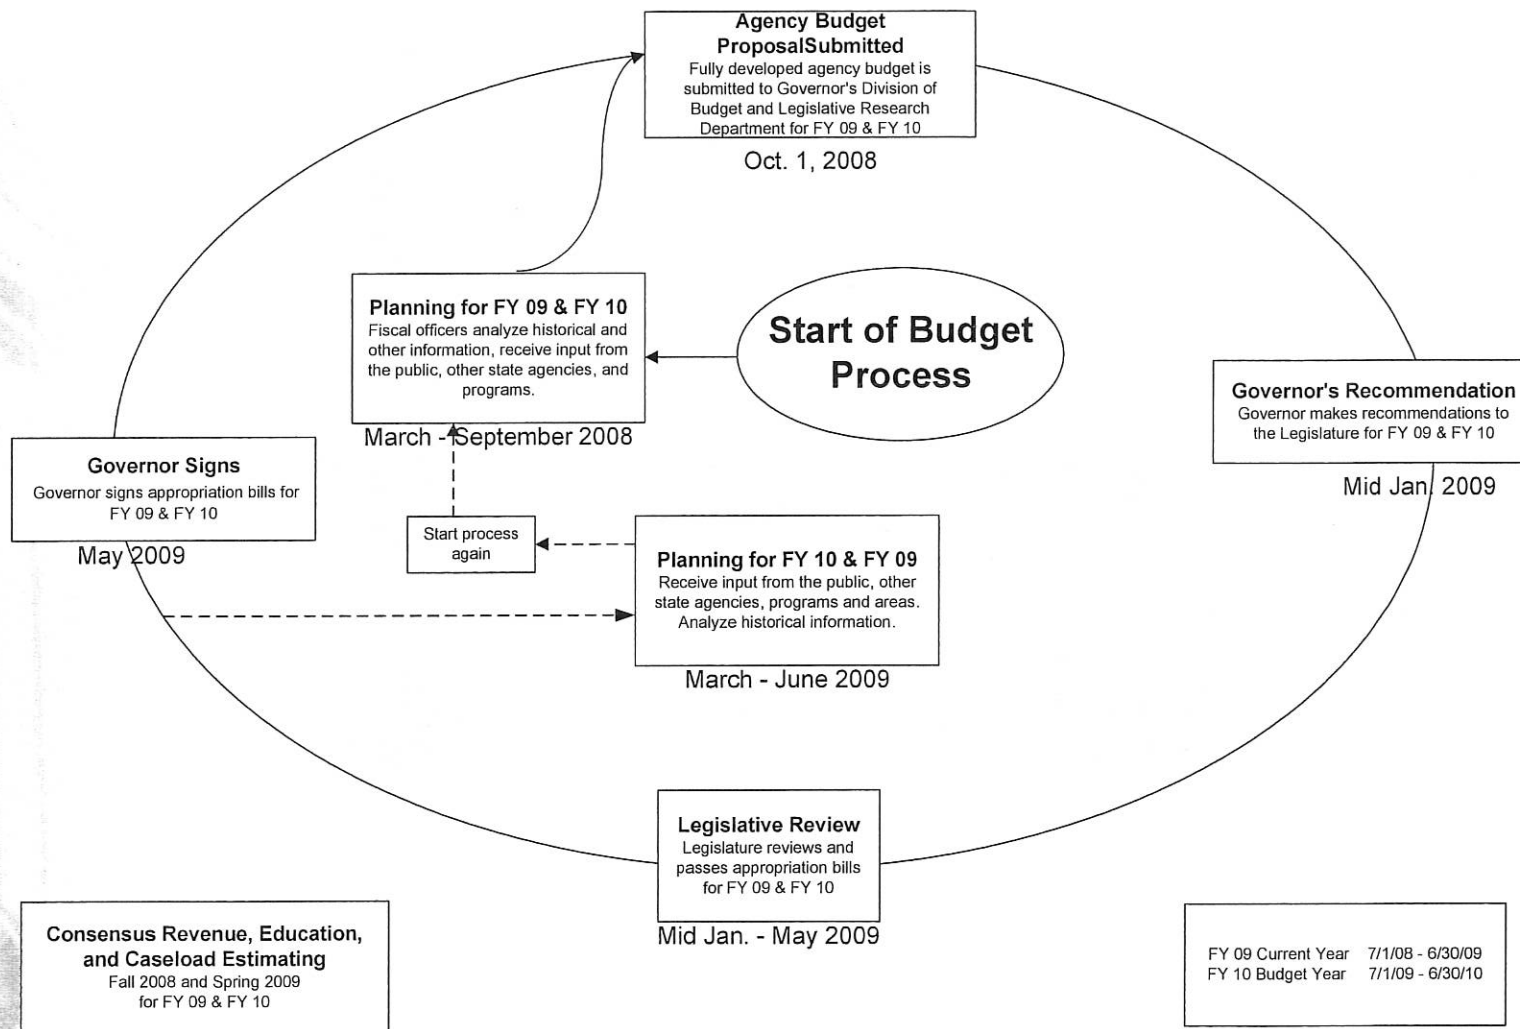 Agency Budget
ProposalSubmitted
Fully developed agency budget is
submitted to Governor's Division of
Budget and Legislative Research
Department for FY 09 & FY 10
Oct. 1, 2008
Planning for FY 09 & FY 10
Fiscal officers analyze historical and
other information, receive input from
the public, other state agencies, and
programs.
March - September 2008
Start of Budget
Process
Governor's Recommendation
Governor makes recommendations to
the Legislature for FY 09 & FY 10
Mid Jan. 2009
Governor Signs
Governor signs appropriation bills for
FY 09 & FY 10
May 2009
Start process
again
Planning for FY 10 & FY 09
Receive input from the public, other
state agencies, programs and areas.
Analyze historical information.
March - June 2009
Legislative Review
Legislature reviews and
passes appropriation bills
for FY 09 & FY 10
Mid Jan. - May 2009
Consensus Revenue, Education,
and Caseload Estimating
Fall 2008 and Spring 2009
for FY 09 & FY 10
FY 09 Current Year 7/1/08 - 6/30/09
FY 10 Budget Year 7/1/09 - 6/30/10